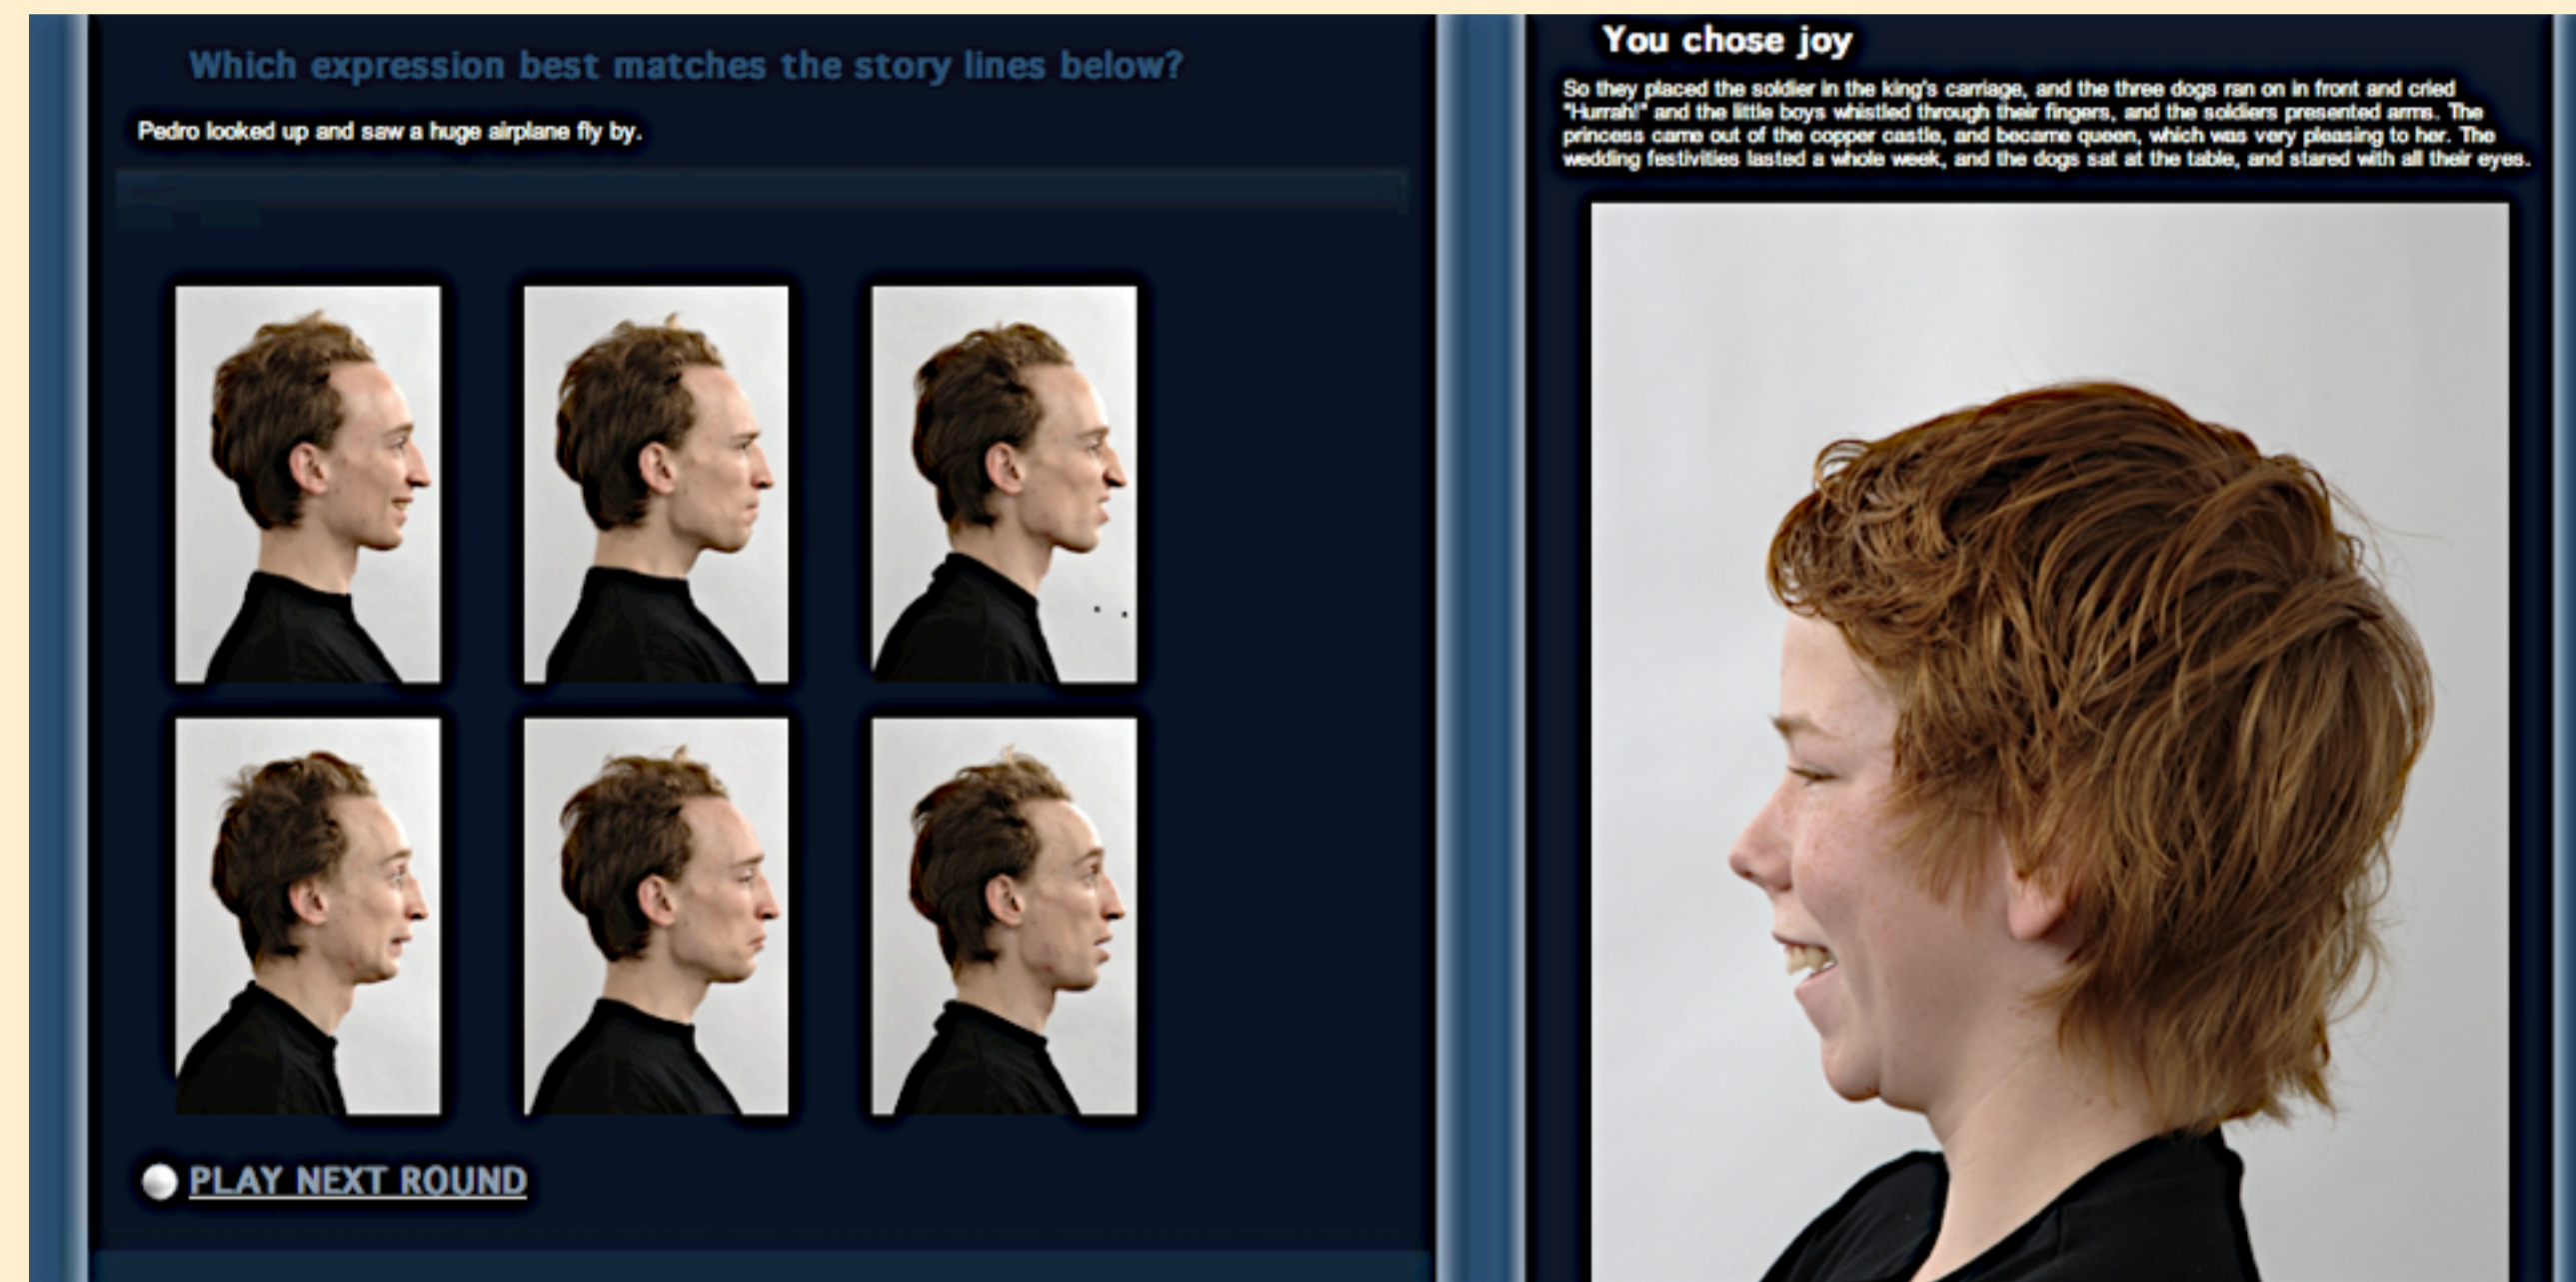 Which expression best matches the story lines below?
Pedro looked up and saw a huge airplane fly by.
PLAY NEXT ROUND
You chose joy
So they placed the soldier in the king's carriage, and the three dogs ran on in front and cried
"Hurrah!" and the little boys whistled through their fingers, and the soldiers presented arms. The
princess came out of the copper castle, and became queen, which was very pleasing to her. The
wedding festivities lasted a whole week, and the dogs sat at the table, and stared with all their eyes.